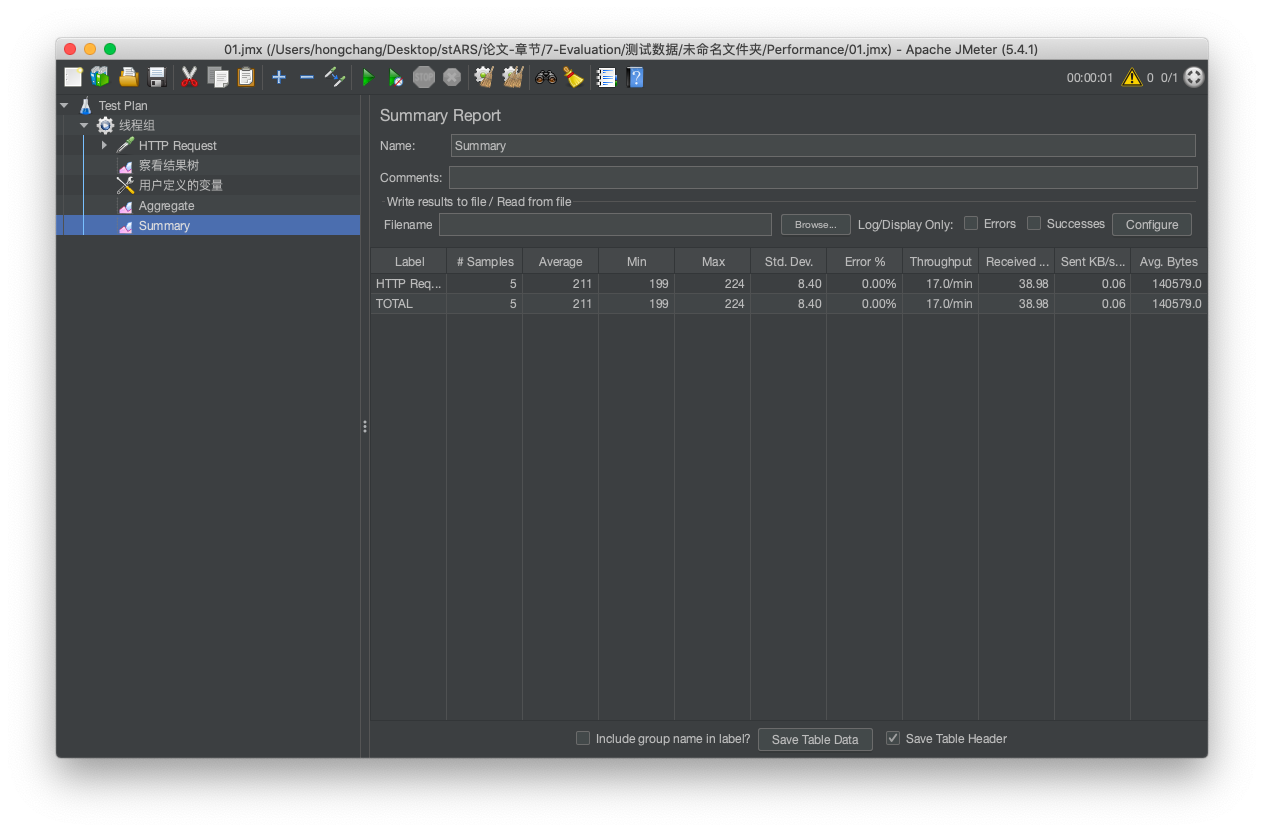 01.jmx (/Users/hongchang/Desktop/stARS/论文-章节/7-Evaluation/测试数据/未命名文件夹/Performance/01.jmx) - Apache JMeter (5.4.1)
STOP 00:00:01 0 0/1
Test Plan
线程组
HTTP Request
察看结果树
用户定义的变量
Aggregate
Summary
Summary Report
Name: Summary
Comments:
Write results to file / Read from file
Filename Browse... Log/Display Only: Errors Successes Configure
Label # Samples Average Min Max Std. Dev. Error % Throughput Received ... Sent KB/s... Avg. Bytes
HTTP Req... 5 211 199 224 8.40 0.00% 17.0/min 38.98 0.06 140579.0
TOTAL 5 211 199 224 8.40 0.00% 17.0/min 38.98 0.06 140579.0
Include group name in label? Save Table Data Save Table Header